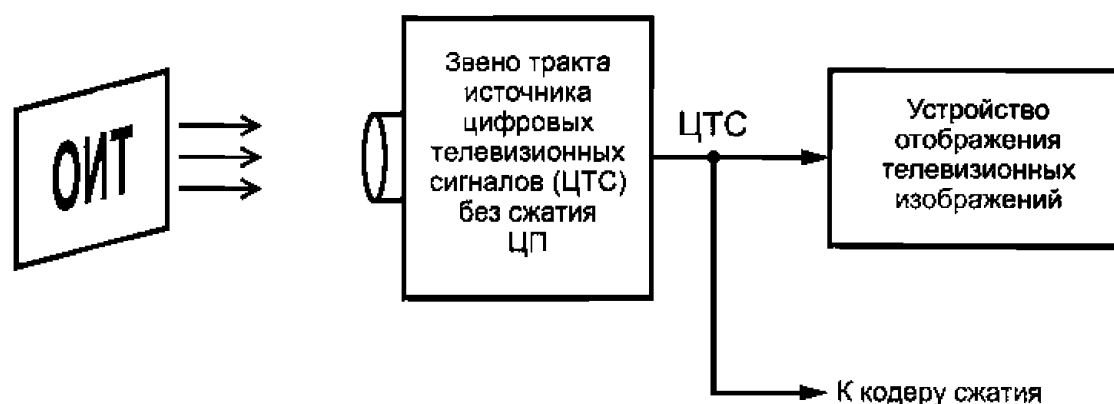 ОИТ
Звено тракта
источника
цифровых
телевизионных
сигналов (ЦТС)
без сжатия
ЦП
ЦТС
Устройство
отображения
телевизионных
изображений
К кодеру сжатия